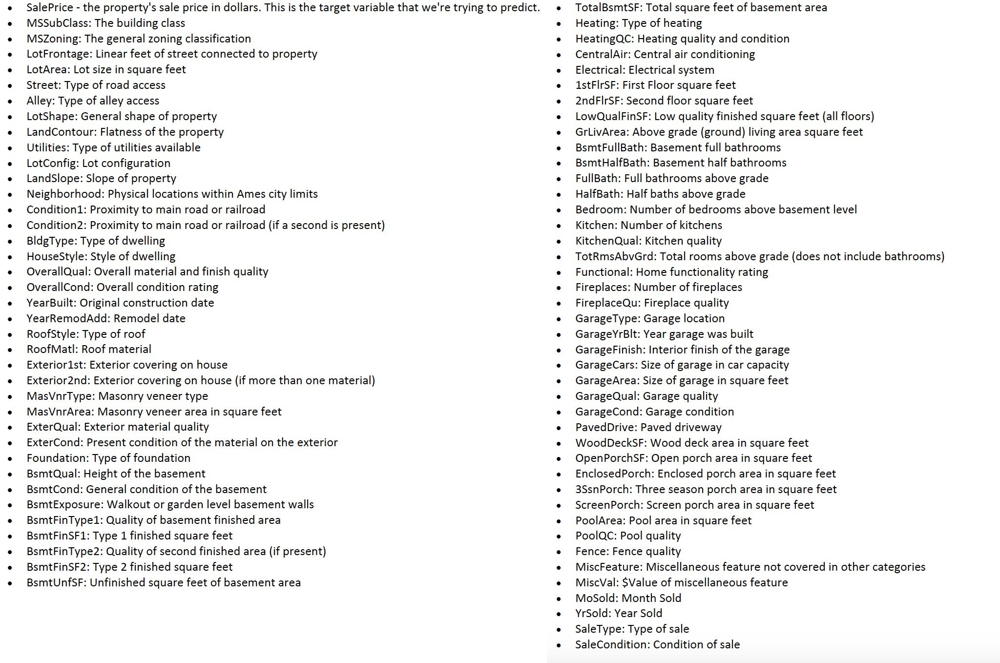 • SalePrice - the property's sale price in dollars. This is the target variable that we're trying to predict.
• MSSubClass: The building class
• MSZoning: The general zoning classification
• LotFrontage: Linear feet of street connected to property
• LotArea: Lot size in square feet
• Street: Type of road access
• Alley: Type of alley access
• LotShape: General shape of property
• LandContour: Flatness of the property
• Utilities: Type of utilities available
• LotConfig: Lot configuration
• LandSlope: Slope of property
• Neighborhood: Physical locations within Ames city limits
• Condition1: Proximity to main road or railroad
• Condition2: Proximity to main road or railroad (if a second is present)
• BldgType: Type of dwelling
• HouseStyle: Style of dwelling
• OverallQual: Overall material and finish quality
• OverallCond: Overall condition rating
• YearBuilt: Original construction date
• YearRemodAdd: Remodel date
• RoofStyle: Type of roof
• RoofMatl: Roof material
• Exterior1st: Exterior covering on house
• Exterior2nd: Exterior covering on house (if more than one material)
• MasVnrType: Masonry veneer type
• MasVnrArea: Masonry veneer area in square feet
• ExterQual: Exterior material quality
• ExterCond: Present condition of the material on the exterior
• Foundation: Type of foundation
• BsmtQual: Height of the basement
• BsmtCond: General condition of the basement
• BsmtExposure: Walkout or garden level basement walls
• BsmtFinType1: Quality of basement finished area
• BsmtFinSF1: Type 1 finished square feet
• BsmtFinType2: Quality of second finished area (if present)
• BsmtFinSF2: Type 2 finished square feet
• BsmtUnfSF: Unfinished square feet of basement area
• TotalBsmtSF: Total square feet of basement area
• Heating: Type of heating
• HeatingQC: Heating quality and condition
• CentralAir: Central air conditioning
• Electrical: Electrical system
• 1stFlrSF: First Floor square feet
• 2ndFlrSF: Second floor square feet
• LowQualFinSF: Low quality finished square feet (all floors)
• GrLivArea: Above grade (ground) living area square feet
• BsmtFullBath: Basement full bathrooms
• BsmtHalfBath: Basement half bathrooms
• FullBath: Full bathrooms above grade
• HalfBath: Half baths above grade
• Bedroom: Number of bedrooms above basement level
• Kitchen: Number of kitchens
• KitchenQual: Kitchen quality
• TotRmsAbvGrd: Total rooms above grade (does not include bathrooms)
• Functional: Home functionality rating
• Fireplaces: Number of fireplaces
• FireplaceQu: Fireplace quality
• GarageType: Garage location
• GarageYrBlt: Year garage was built
• GarageFinish: Interior finish of the garage
• GarageCars: Size of garage in car capacity
• GarageArea: Size of garage in square feet
• GarageQual: Garage quality
• GarageCond: Garage condition
• PavedDrive: Paved driveway
• WoodDeckSF: Wood deck area in square feet
• OpenPorchSF: Open porch area in square feet
• EnclosedPorch: Enclosed porch area in square feet
• 3SsnPorch: Three season porch area in square feet
• ScreenPorch: Screen porch area in square feet
• PoolArea: Pool area in square feet
• PoolQC: Pool quality
• Fence: Fence quality
• MiscFeature: Miscellaneous feature not covered in other categories
• MiscVal: $Value of miscellaneous feature
• MoSold: Month Sold
• YrSold: Year Sold
• SaleType: Type of sale
• SaleCondition: Condition of sale